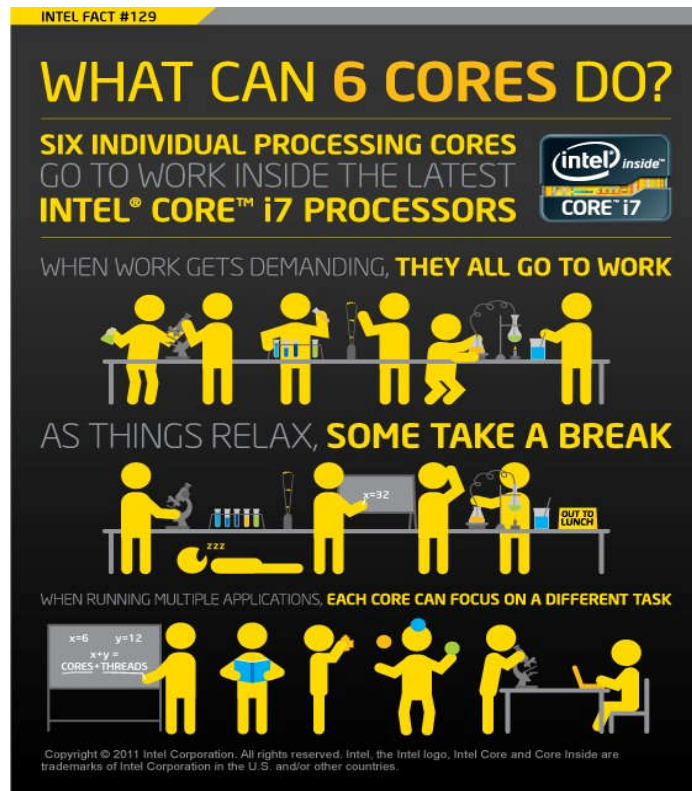 INTEL FACT #129
WHAT CAN 6 CORES DO?
SIX INDIVIDUAL PROCESSING CORES
GO TO WORK INSIDE THE LATEST
INTEL® CORE™ i7 PROCESSORS
intel inside™
CORE™ i7
WHEN WORK GETS DEMANDING, THEY ALL GO TO WORK
AS THINGS RELAX, SOME TAKE A BREAK
x=32
OUT TO
LUNCH
zzz
WHEN RUNNING MULTIPLE APPLICATIONS, EACH CORE CAN FOCUS ON A DIFFERENT TASK
x=6 y=12
x+y =
CORES+THREADS
Copyright © 2011 Intel Corporation. All rights reserved. Intel, the Intel logo, Intel Core and Core Inside are
trademarks of Intel Corporation in the U.S. and/or other countries.